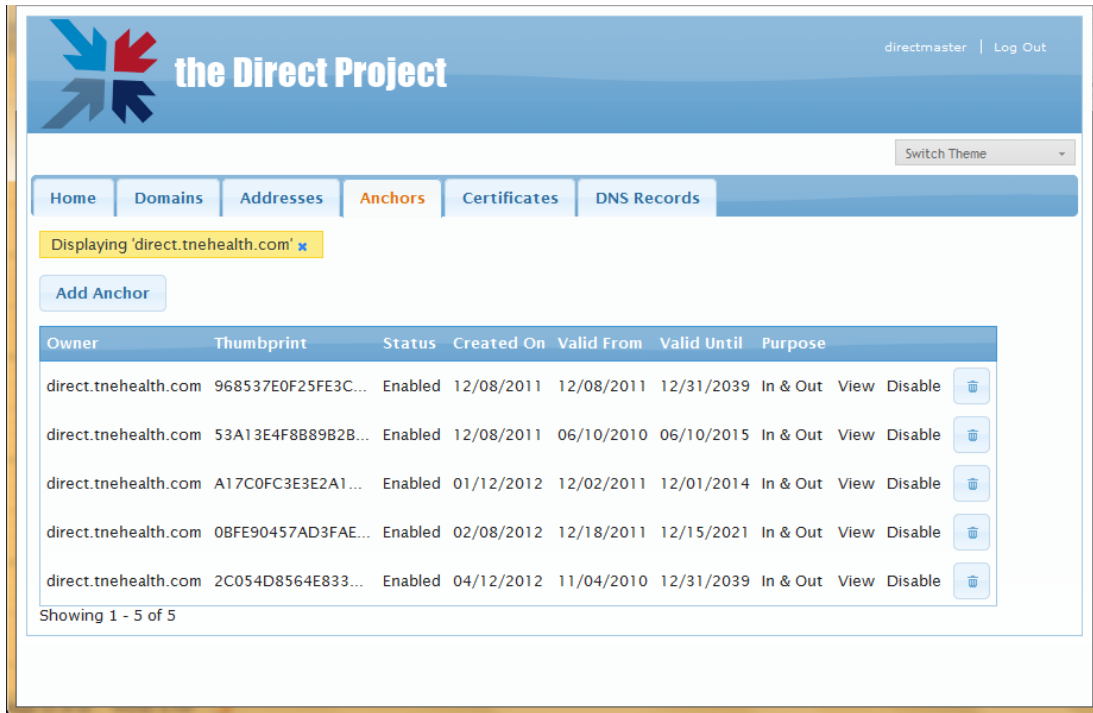 directmaster | Log Out
the Direct Project
Switch Theme
Home Domains Addresses Anchors Certificates DNS Records
Displaying 'direct.tnehealth.com' x
Add Anchor
Owner Thumbprint Status Created On Valid From Valid Until Purpose
direct.tnehealth.com 968537E0F25FE3C... Enabled 12/08/2011 12/08/2011 12/31/2039 In & Out View Disable
direct.tnehealth.com 53A13E4F8B89B2B... Enabled 12/08/2011 06/10/2010 06/10/2015 In & Out View Disable
direct.tnehealth.com A17C0FC3E3E2A1... Enabled 01/12/2012 12/02/2011 12/01/2014 In & Out View Disable
direct.tnehealth.com 0BFE90457AD3FAE... Enabled 02/08/2012 12/18/2011 12/15/2021 In & Out View Disable
direct.tnehealth.com 2C054D8564E833... Enabled 04/12/2012 11/04/2010 12/31/2039 In & Out View Disable
Showing 1 - 5 of 5